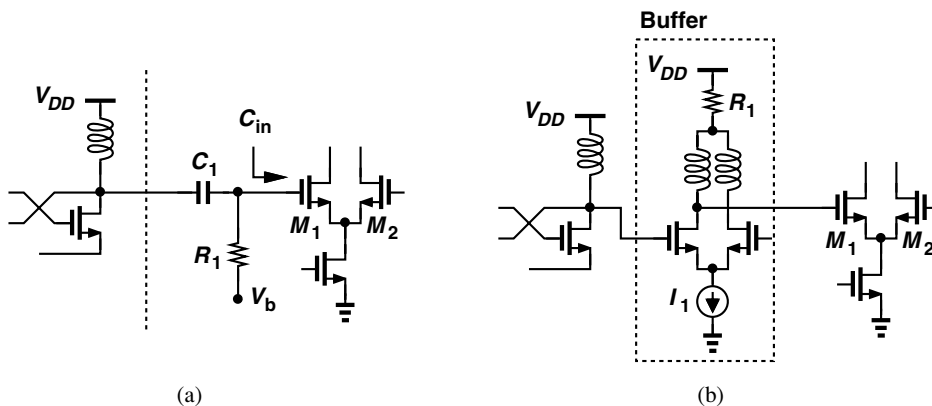 Buffer
V_DD
C_in
C_1
M_1
M_2
R_1
V_b
V_DD
V_DD
R_1
I_1
M_1
M_2
(a)
(b)